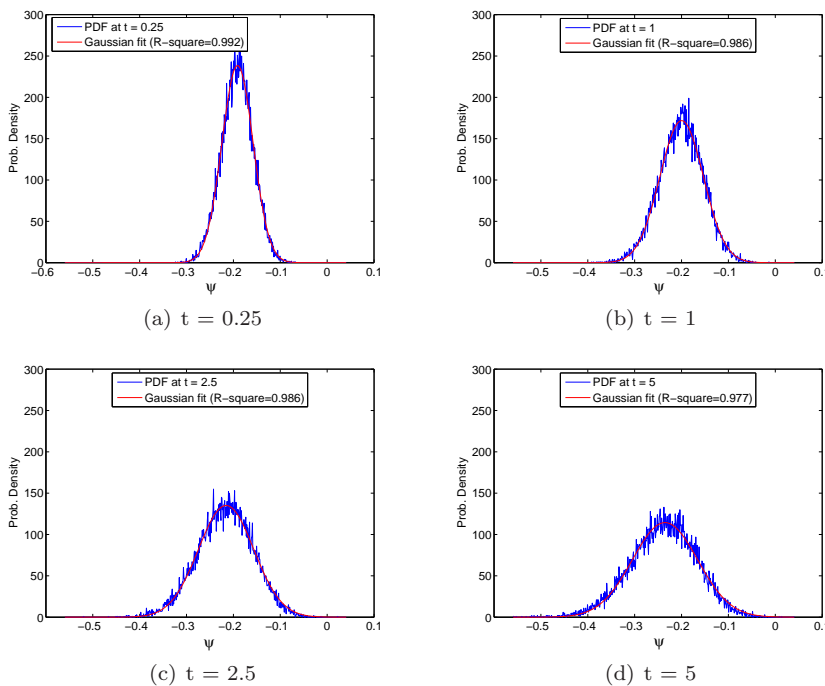 300
250
200
150
100
50
0
Prob. Density
PDF at t = 0.25
Gaussian fit (R−square=0.992)
−0.6 −0.5 −0.4 −0.3 −0.2 −0.1 0 0.1
ψ
(a) t = 0.25
300
250
200
150
100
50
0
Prob. Density
PDF at t = 1
Gaussian fit (R−square=0.986)
−0.5 −0.4 −0.3 −0.2 −0.1 0 0.1
ψ
(b) t = 1
300
250
200
150
100
50
0
Prob. Density
PDF at t = 2.5
Gaussian fit (R−square=0.986)
−0.5 −0.4 −0.3 −0.2 −0.1 0 0.1
ψ
(c) t = 2.5
300
250
200
150
100
50
0
Prob. Density
PDF at t = 5
Gaussian fit (R−square=0.977)
−0.5 −0.4 −0.3 −0.2 −0.1 0 0.1
ψ
(d) t = 5